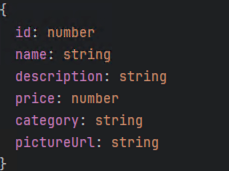 {
  id: number
  name: string
  description: string
  price: number
  category: string
  pictureUrl: string
}